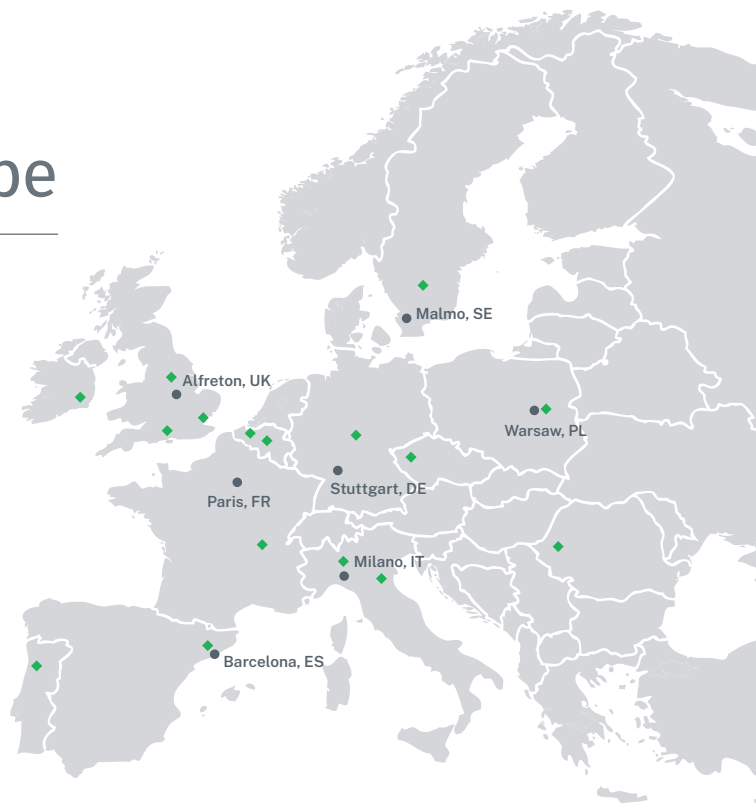 pe
Malmo, SE
Alfreton, UK
Warsaw, PL
Stuttgart, DE
Paris, FR
Milano, IT
Barcelona, ES